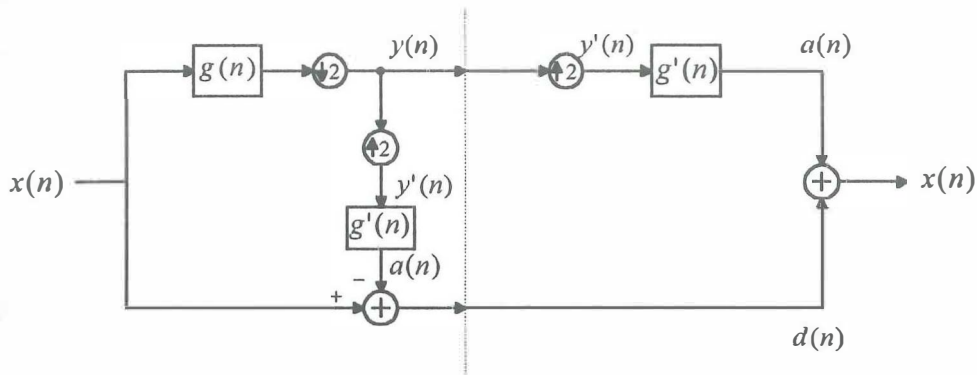 y(n)
y'(n)
a(n)
g(n)
↓2
↑2
g'(n)
↑2
x(n)
y'(n)
x(n)
g'(n)
−
a(n)
+
+
+
d(n)